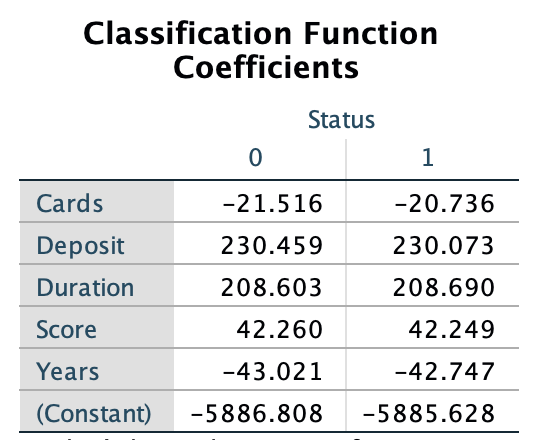 Classification Function
Coefficients
Status
0 1
Cards -21.516 -20.736
Deposit 230.459 230.073
Duration 208.603 208.690
Score 42.260 42.249
Years -43.021 -42.747
(Constant) -5886.808 -5885.628